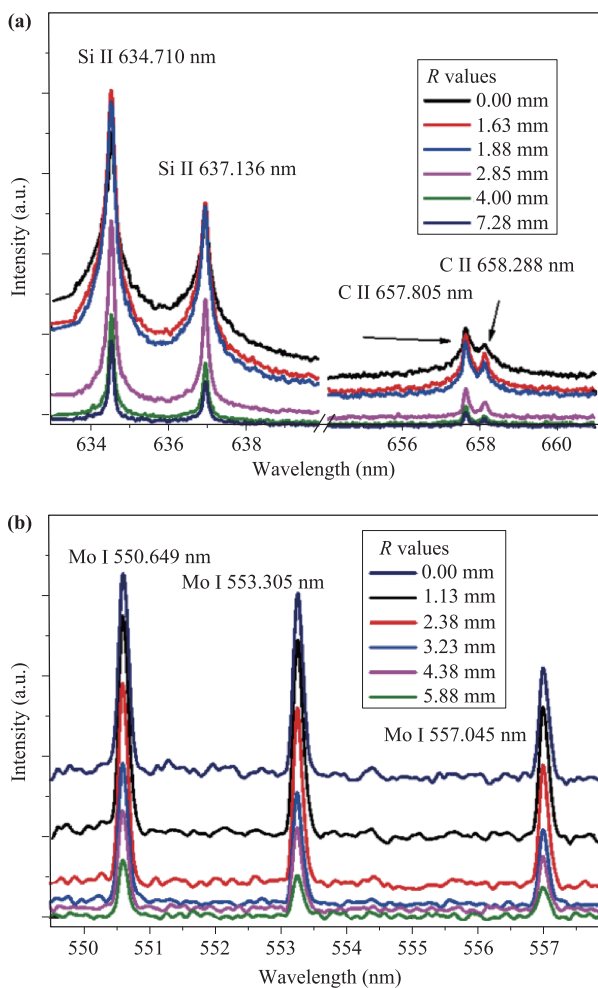 (a)
Si II 634.710 nm
Si II 637.136 nm
R values
0.00 mm
1.63 mm
1.88 mm
2.85 mm
4.00 mm
7.28 mm
C II 658.288 nm
C II 657.805 nm
Intensity (a.u.)
634 636 638 656 658 660
Wavelength (nm)
(b)
Mo I 550.649 nm
Mo I 553.305 nm
R values
0.00 mm
1.13 mm
2.38 mm
3.23 mm
4.38 mm
5.88 mm
Mo I 557.045 nm
Intensity (a.u.)
550 551 552 553 554 555 556 557
Wavelength (nm)